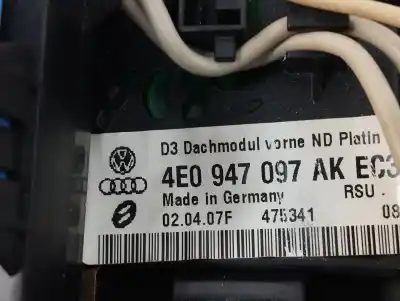 D3 Dachmodul vorne ND Platin
4E0 947 097 AK EC3
Made in Germany RSU
02.04.07F 475341 08